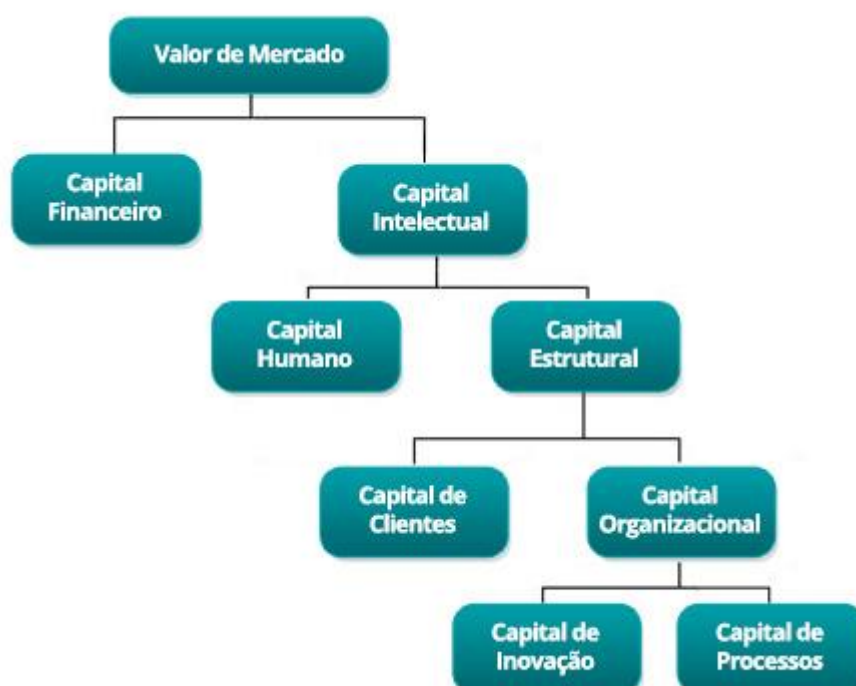 Valor de Mercado
Capital
Financeiro
Capital
Intelectual
Capital
Humano
Capital
Estrutural
Capital de
Clientes
Capital
Organizacional
Capital de
Inovação
Capital de
Processos